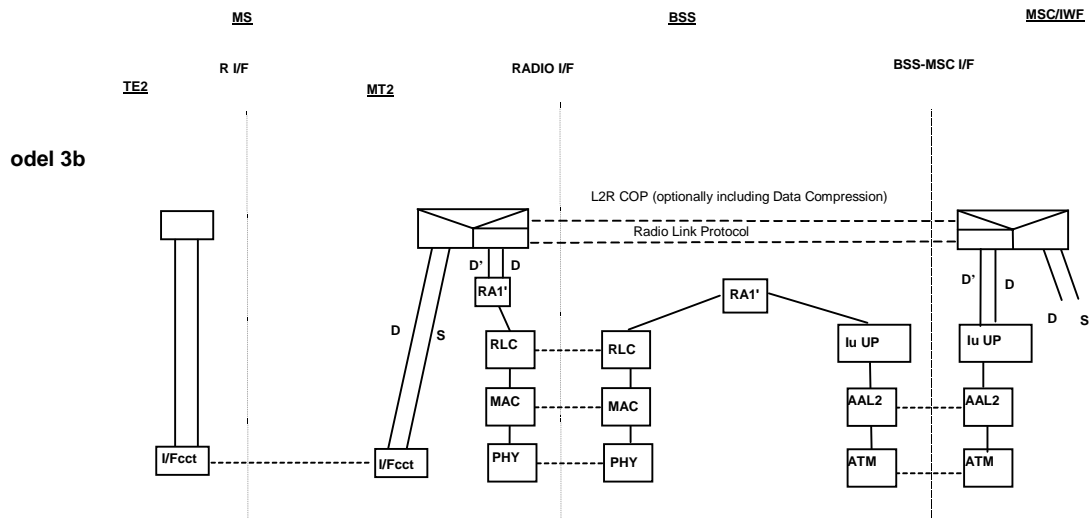 MS
BSS
MSC/IWF
R I/F
RADIO I/F
BSS-MSC I/F
TE2
MT2
odel 3b
L2R COP (optionally including Data Compression)
Radio Link Protocol
D' D
D' D
RA1'
RA1'
D S
D S
RLC
RLC
Iu UP
Iu UP
MAC
MAC
AAL2
AAL2
I/Fcct
I/Fcct
PHY
PHY
ATM
ATM